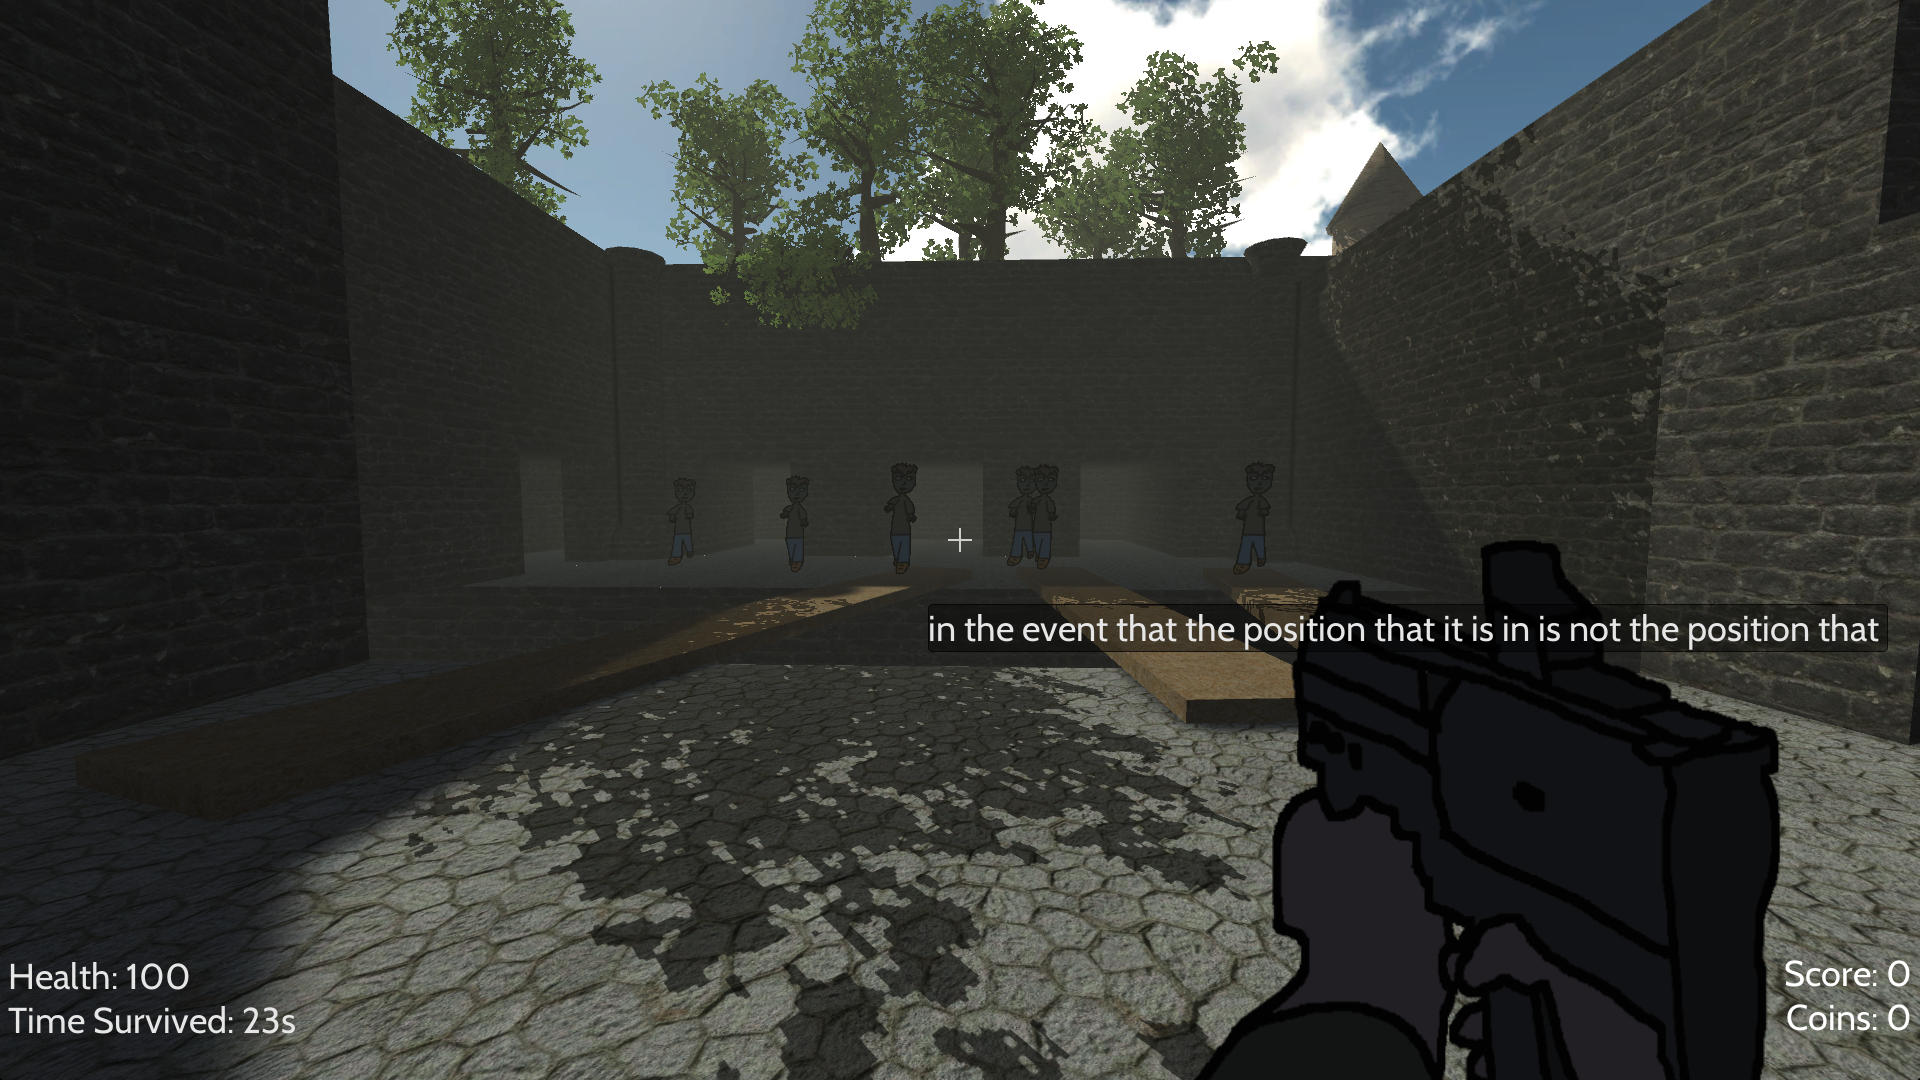 in the event that the position that it is in is not the position that
Health: 100
Time Survived: 23s
Score: 0
Coins: 0